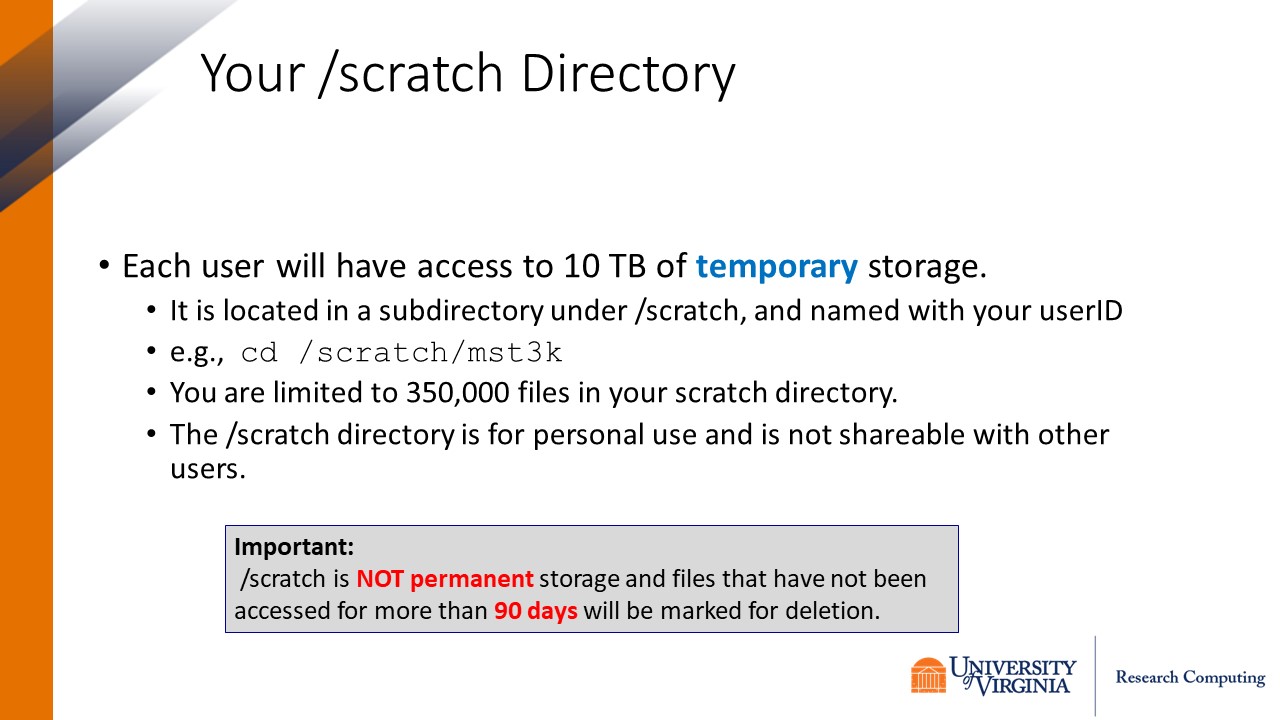 Your /scratch Directory
• Each user will have access to 10 TB of temporary storage.
• It is located in a subdirectory under /scratch, and named with your userID
• e.g., cd /scratch/mst3k
• You are limited to 350,000 files in your scratch directory.
• The /scratch directory is for personal use and is not shareable with other
users.
Important:
/scratch is NOT permanent storage and files that have not been
accessed for more than 90 days will be marked for deletion.
UNIVERSITY
of VIRGINIA
Research Computing